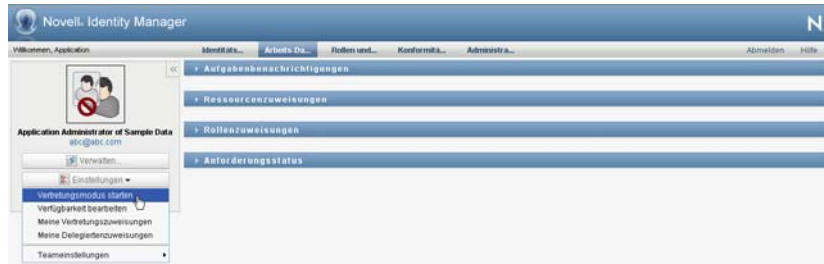 Novell® Identity Manager
N
Willkommen, Application
Identitäts...
Arbeits-Da...
Rollen und...
Konformitä...
Administra...
Abmelden
Hilfe
Aufgabenbenachrichtigungen
Ressourcenzuweisungen
Rollenzuweisungen
Anforderungsstatus
Application Administrator of Sample Data
abc@abc.com
Verwalten...
Einstellungen
Vertretungsmodus starten
Verfügbarkeit bearbeiten
Meine Vertretungszuweisungen
Meine Delegiertenzuweisungen
Teameinstellungen